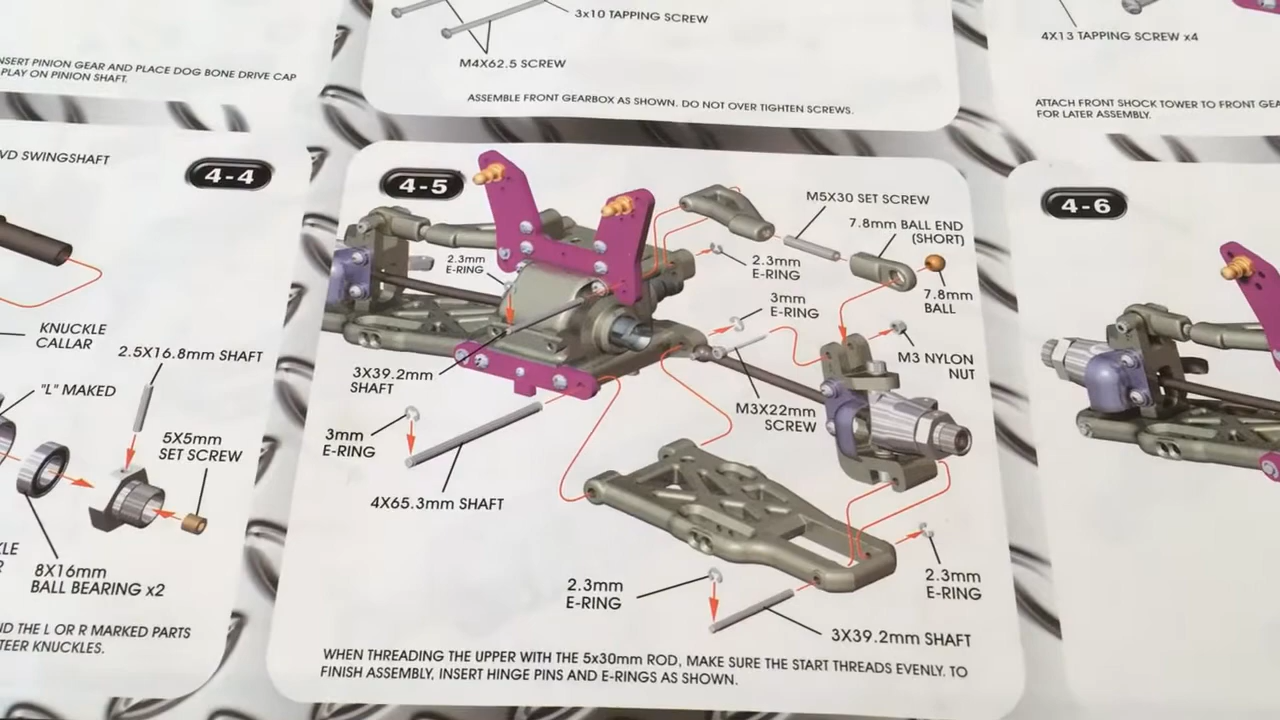 3x10 TAPPING SCREW
M4X62.5 SCREW
ASSEMBLE FRONT GEARBOX AS SHOWN. DO NOT OVER TIGHTEN SCREWS.
NSERT PINION GEAR AND PLACE DOG BONE DRIVE CAP
PLAY ON PINION SHAFT.
4X13 TAPPING SCREW x4
ATTACH FRONT SHOCK TOWER TO FRONT GEA
FOR LATER ASSEMBLY.
VD SWINGSHAFT
4-4
KNUCKLE
CALLAR
2.5X16.8mm SHAFT
"L" MAKED
5X5mm
SET SCREW
8X16mm
BALL BEARING x2
ND THE L OR R MARKED PARTS
TEER KNUCKLES.
4-5
2.3mm
E-RING
M5X30 SET SCREW
7.8mm BALL END
(SHORT)
2.3mm
E-RING
7.8mm
BALL
3mm
E-RING
M3 NYLON
NUT
3X39.2mm
SHAFT
M3X22mm
SCREW
3mm
E-RING
4X65.3mm SHAFT
2.3mm
E-RING
2.3mm
E-RING
3X39.2mm SHAFT
WHEN THREADING THE UPPER WITH THE 5x30mm ROD, MAKE SURE THE START THREADS EVENLY. TO
FINISH ASSEMBLY, INSERT HINGE PINS AND E-RINGS AS SHOWN.
4-6